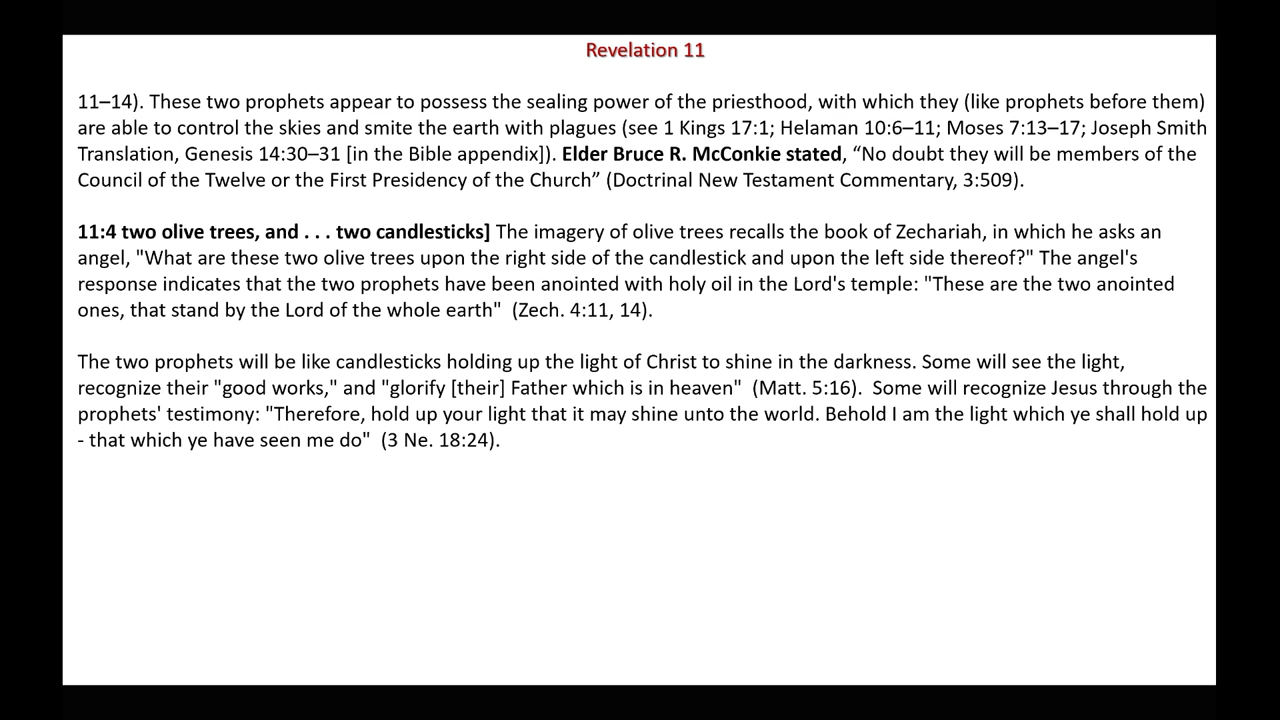 Revelation 11
11–14). These two prophets appear to possess the sealing power of the priesthood, with which they (like prophets before them)
are able to control the skies and smite the earth with plagues (see 1 Kings 17:1; Helaman 10:6–11; Moses 7:13–17; Joseph Smith
Translation, Genesis 14:30–31 [in the Bible appendix]). Elder Bruce R. McConkie stated, “No doubt they will be members of the
Council of the Twelve or the First Presidency of the Church” (Doctrinal New Testament Commentary, 3:509).
11:4 two olive trees, and . . . two candlesticks] The imagery of olive trees recalls the book of Zechariah, in which he asks an
angel, "What are these two olive trees upon the right side of the candlestick and upon the left side thereof?" The angel's
response indicates that the two prophets have been anointed with holy oil in the Lord's temple: "These are the two anointed
ones, that stand by the Lord of the whole earth"  (Zech. 4:11, 14).
The two prophets will be like candlesticks holding up the light of Christ to shine in the darkness. Some will see the light,
recognize their "good works," and "glorify [their] Father which is in heaven"  (Matt. 5:16).  Some will recognize Jesus through the
prophets' testimony: "Therefore, hold up your light that it may shine unto the world. Behold I am the light which ye shall hold up
- that which ye have seen me do"  (3 Ne. 18:24).